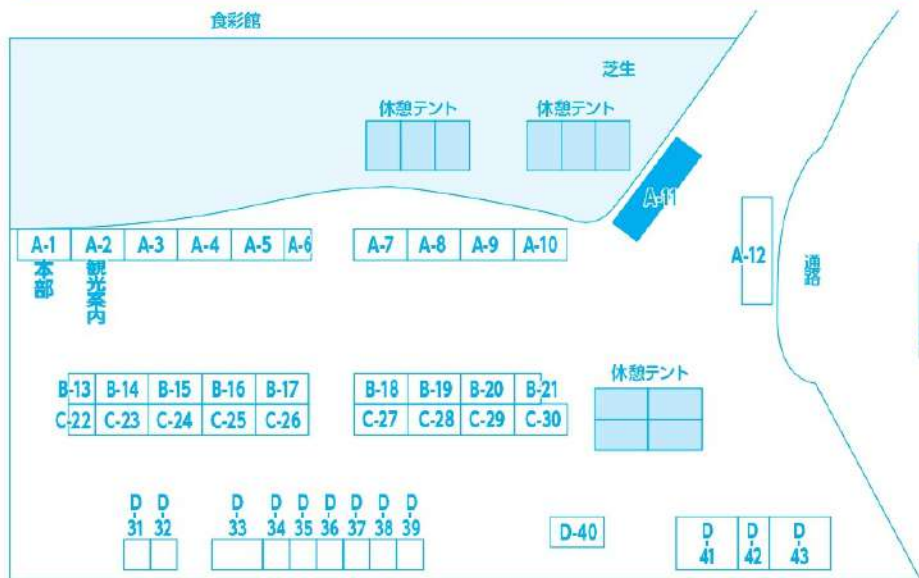 食彩館
芝生
休憩テント 休憩テント
A-11
A-1 A-2 A-3 A-4 A-5 A-6 A-7 A-8 A-9 A-10
本部
観光案内
A-12
通路
休憩テント
B-13 B-14 B-15 B-16 B-17 B-18 B-19 B-20 B-21
C-22 C-23 C-24 C-25 C-26 C-27 C-28 C-29 C-30
D-31 D-32 D-33 D-34 D-35 D-36 D-37 D-38 D-39
D-40
D-41 D-42 D-43